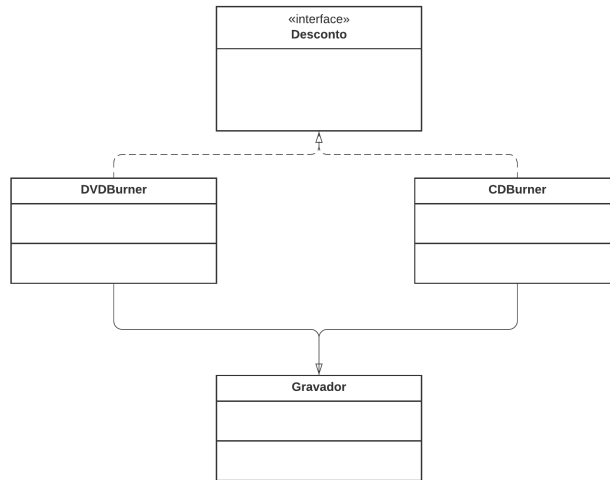 «interface»
Desconto
DVDBurner
CDBurner
Gravador